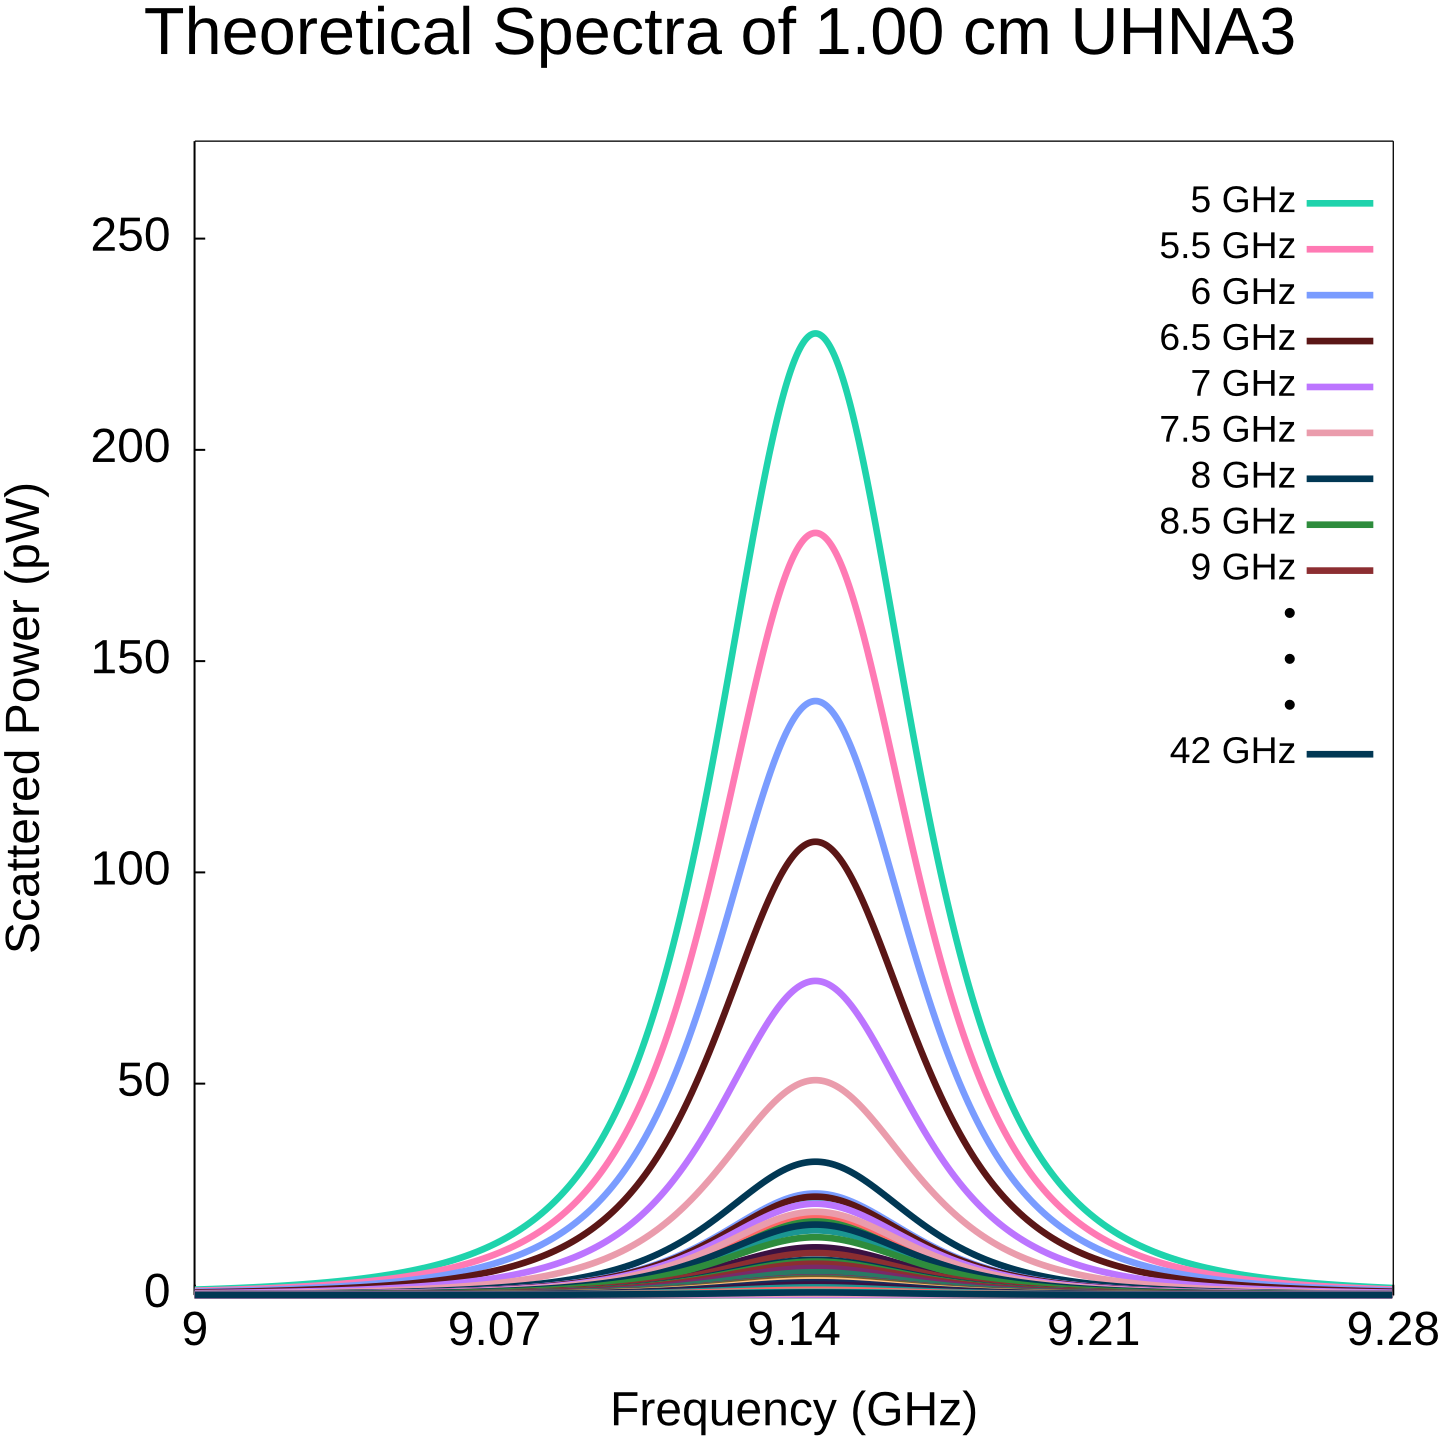 Theoretical Spectra of 1.00 cm UHNA3
5 GHz
5.5 GHz
6 GHz
6.5 GHz
7 GHz
7.5 GHz
8 GHz
8.5 GHz
9 GHz
•
•
•
42 GHz
250
200
150
100
50
0
Scattered Power (pW)
9 9.07 9.14 9.21 9.28
Frequency (GHz)